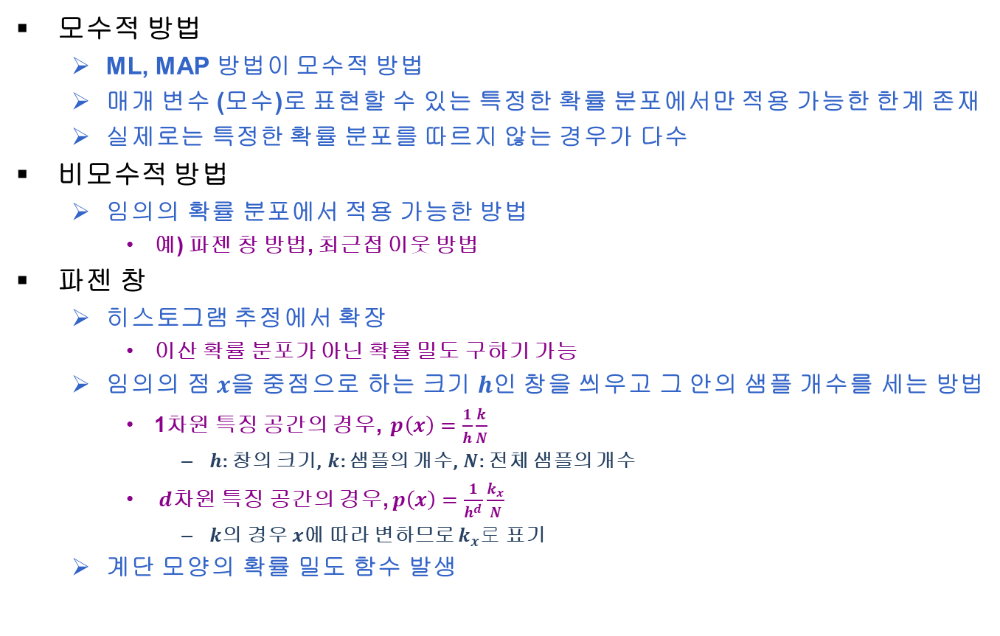 ▪ 모수적 방법
➢ ML, MAP 방법이 모수적 방법
➢ 매개 변수 (모수)로 표현할 수 있는 특정한 확률 분포에서만 적용 가능한 한계 존재
➢ 실제로는 특정한 확률 분포를 따르지 않는 경우가 다수
▪ 비모수적 방법
➢ 임의의 확률 분포에서 적용 가능한 방법
• 예) 파젠 창 방법, 최근접 이웃 방법
▪ 파젠 창
➢ 히스토그램 추정에서 확장
• 이산 확률 분포가 아닌 확률 밀도 구하기 가능
➢ 임의의 점 x을 중점으로 하는 크기 h인 창을 씌우고 그 안의 샘플 개수를 세는 방법
• 1차원 특징 공간의 경우, p(x) = \frac{1}{h}\frac{k}{N}
– h: 창의 크기, k: 샘플의 개수, N: 전체 샘플의 개수
• d차원 특징 공간의 경우, p(x) = \frac{1}{h^d}\frac{k_x}{N}
– k의 경우 x에 따라 변하므로 k_x로 표기
➢ 계단 모양의 확률 밀도 함수 발생